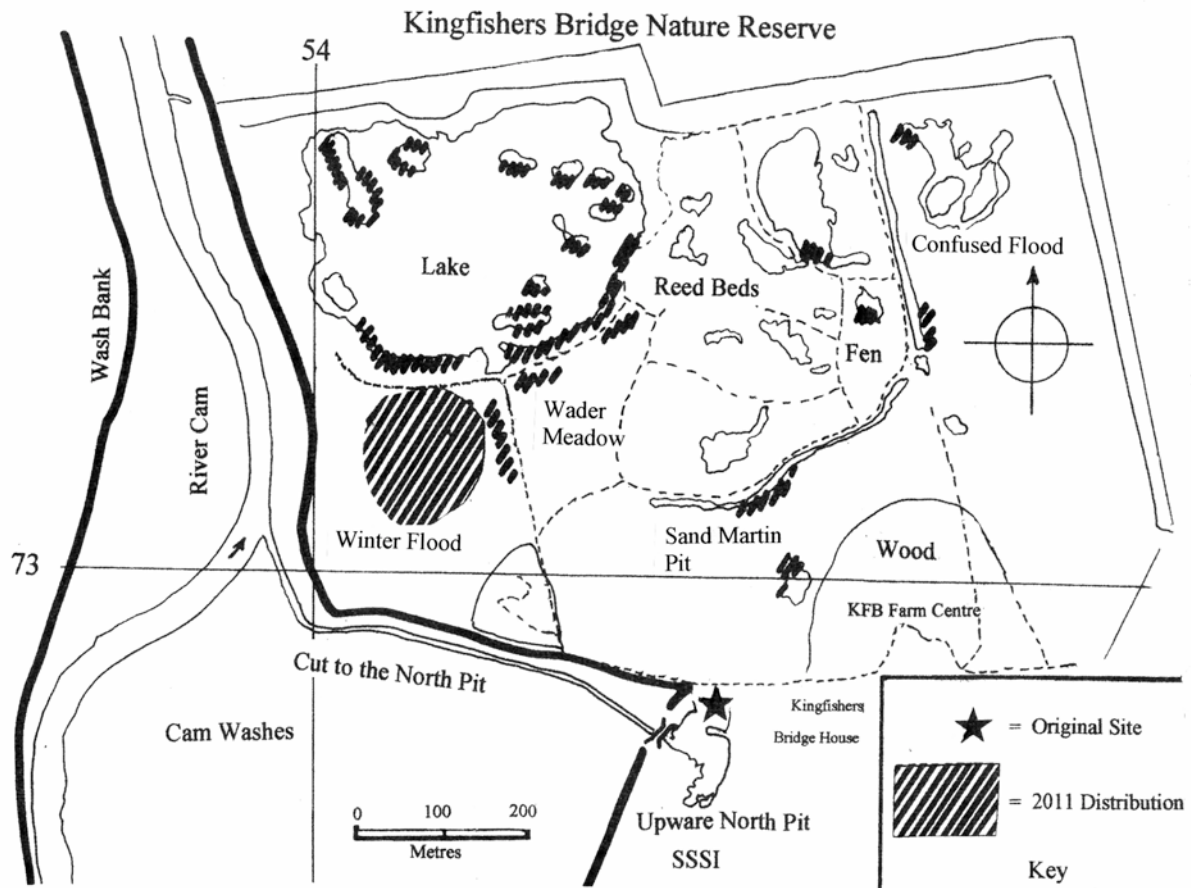 Kingfishers Bridge Nature Reserve
54
Confused Flood
Lake
Reed Beds
Wash Bank
River Cam
Fen
Wader
Meadow
Winter Flood
Sand Martin
Pit
Wood
73
KFB Farm Centre
Cut to the North Pit
Kingfishers
Bridge House
Cam Washes
0 100 200
Metres
Upware North Pit
SSSI
= Original Site
= 2011 Distribution
Key